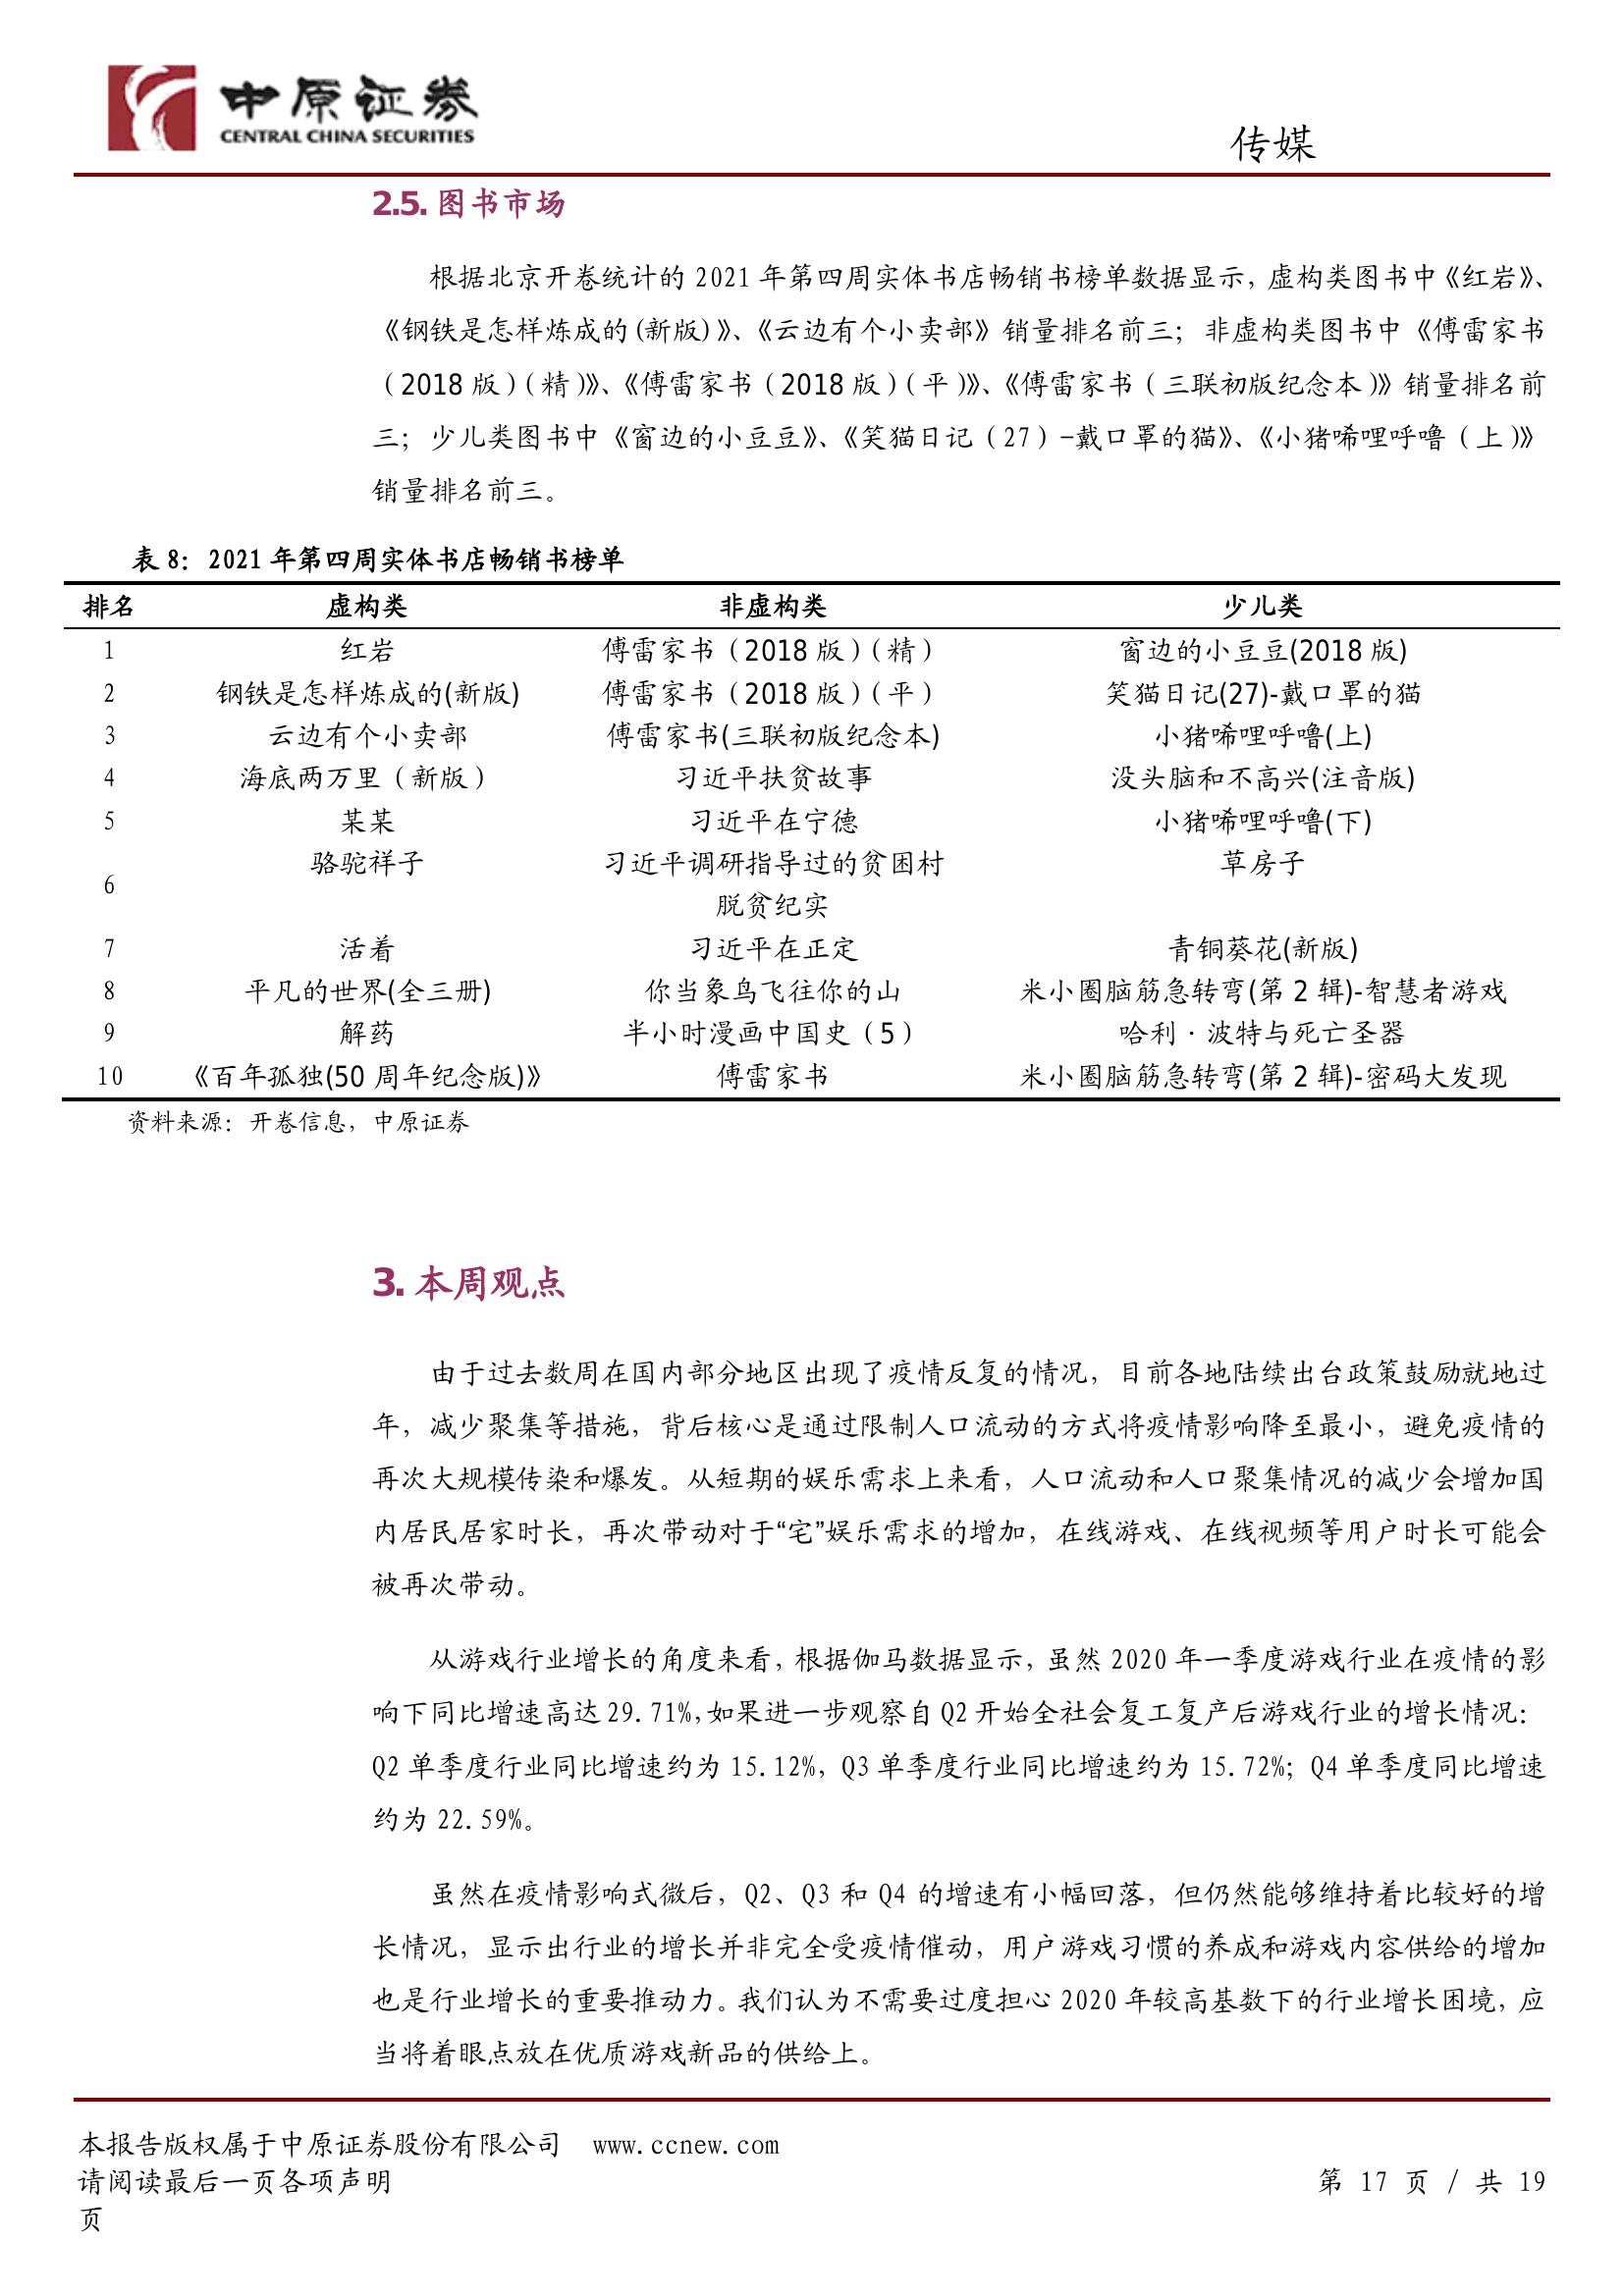 中原证券
CENTRAL CHINA SECURITIES
传媒
2.5. 图书市场
根据北京开卷统计的 2021 年第四周实体书店畅销书榜单数据显示，虚构类图书中《红岩》、
《钢铁是怎样炼成的(新版)》、《云边有个小卖部》销量排名前三；非虚构类图书中《傅雷家书
（2018 版）（精）》、《傅雷家书（2018 版）（平）》、《傅雷家书（三联初版纪念本）》销量排名前
三；少儿类图书中《窗边的小豆豆》、《笑猫日记（27）-戴口罩的猫》、《小猪唏哩呼噜（上）》
销量排名前三。
表 8：2021 年第四周实体书店畅销书榜单
排名 虚构类 非虚构类 少儿类
1 红岩 傅雷家书（2018 版）（精） 窗边的小豆豆(2018 版)
2 钢铁是怎样炼成的(新版) 傅雷家书（2018 版）（平） 笑猫日记(27)-戴口罩的猫
3 云边有个小卖部 傅雷家书(三联初版纪念本) 小猪唏哩呼噜(上)
4 海底两万里（新版） 习近平扶贫故事 没头脑和不高兴(注音版)
5 某某 习近平在宁德 小猪唏哩呼噜(下)
6 骆驼祥子 习近平调研指导过的贫困村 草房子
脱贫纪实
7 活着 习近平在正定 青铜葵花(新版)
8 平凡的世界(全三册) 你当象鸟飞往你的山 米小圈脑筋急转弯(第 2 辑)-智慧者游戏
9 解药 半小时漫画中国史（5） 哈利·波特与死亡圣器
10 《百年孤独(50 周年纪念版)》 傅雷家书 米小圈脑筋急转弯(第 2 辑)-密码大发现
资料来源：开卷信息，中原证券
3. 本周观点
由于过去数周在国内部分地区出现了疫情反复的情况，目前各地陆续出台政策鼓励就地过
年，减少聚集等措施，背后核心是通过限制人口流动的方式将疫情影响降至最小，避免疫情的
再次大规模传染和爆发。从短期的娱乐需求上来看，人口流动和人口聚集情况的减少会增加国
内居民居家时长，再次带动对于“宅”娱乐需求的增加，在线游戏、在线视频等用户时长可能会
被再次带动。
从游戏行业增长的角度来看，根据伽马数据显示，虽然 2020 年一季度游戏行业在疫情的影
响下同比增速高达 29.71%，如果进一步观察自 Q2 开始全社会复工复产后游戏行业的增长情况：
Q2 单季度行业同比增速约为 15.12%，Q3 单季度行业同比增速约为 15.72%；Q4 单季度同比增速
约为 22.59%。
虽然在疫情影响式微后，Q2、Q3 和 Q4 的增速有小幅回落，但仍然能够维持着比较好的增
长情况，显示出行业的增长并非完全受疫情催动，用户游戏习惯的养成和游戏内容供给的增加
也是行业增长的重要推动力。我们认为不需要过度担心 2020 年较高基数下的行业增长困境，应
当将着眼点放在优质游戏新品的供给上。
本报告版权属于中原证券股份有限公司 www.ccnew.com
请阅读最后一页各项声明 第 17 页 / 共 19
页